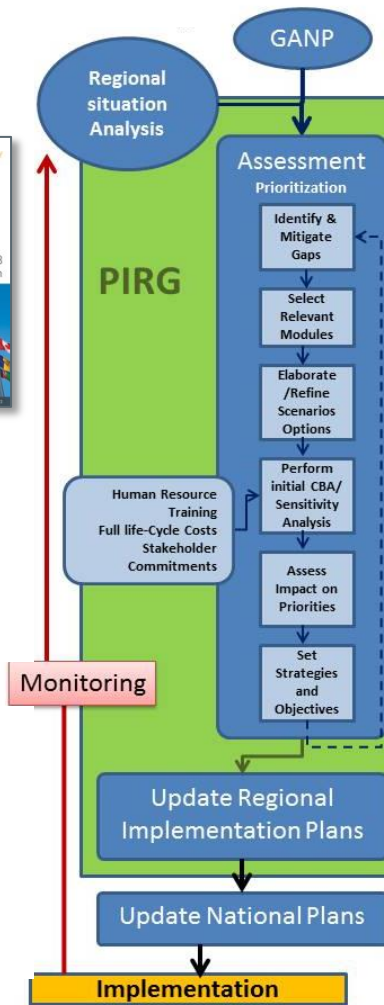 GANP
Regional
situation
Analysis
Assessment
Prioritization
Identify &
Mitigate
Gaps
PIRG
Select
Relevant
Modules
Elaborate
/Refine
Scenarios
Options
Human Resource
Training
Full life-Cycle Costs
Stakeholder
Commitments
Perform
initial CBA/
Sensitivity
Analysis
Assess
Impact on
Priorities
Monitoring
Set
Strategies
and
Objectives
Update Regional
Implementation Plans
Update National Plans
Implementation